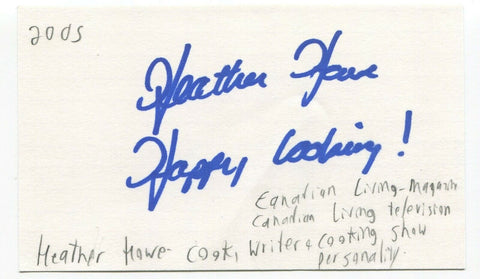 2005
Heather Howe
Happy Cooking!
Canadian Living-Magazine
Canadian Living television
Heather Howe- Cook, Writer & Cooking Show
personality.